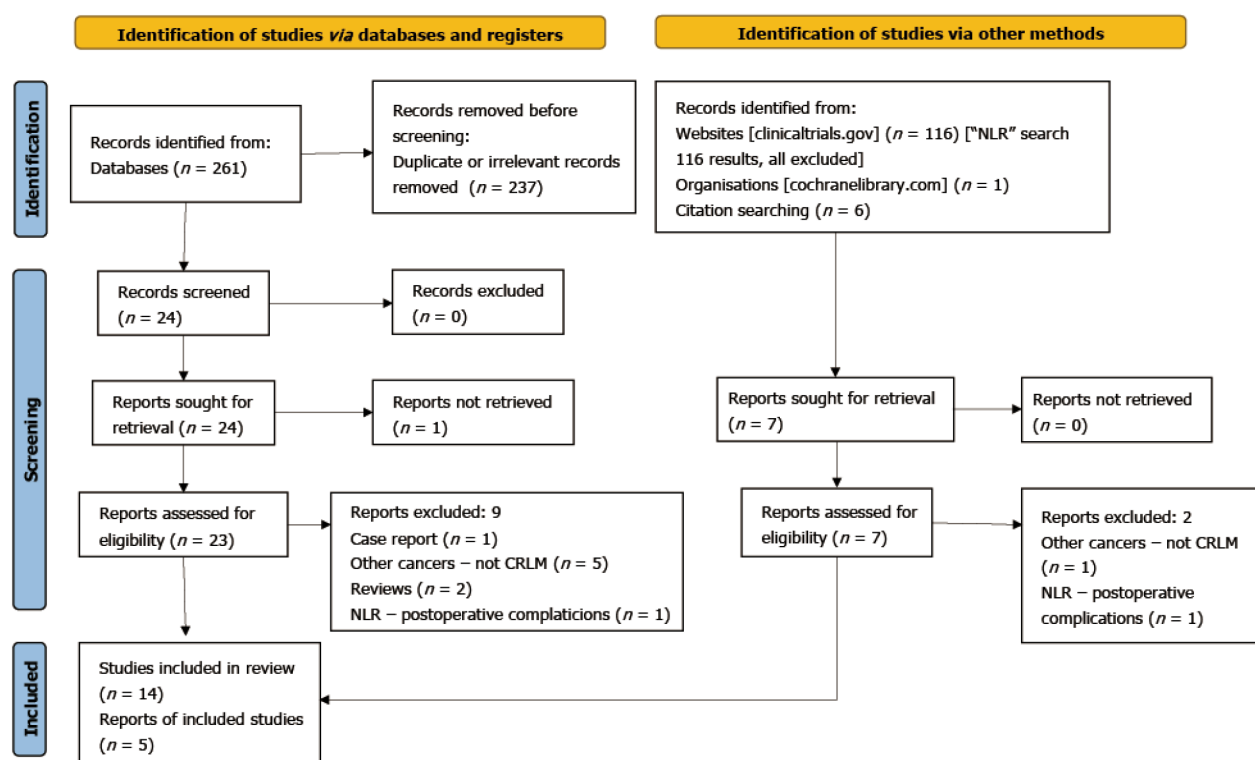 Identification of studies via databases and registers
Identification of studies via other methods
Identification
Records identified from:
Databases (n = 261)
Records removed before
screening:
Duplicate or irrelevant records
removed (n = 237)
Records identified from:
Websites [clinicaltrials.gov] (n = 116) [“NLR” search
116 results, all excluded]
Organisations [cochranelibrary.com] (n = 1)
Citation searching (n = 6)
Screening
Records screened
(n = 24)
Records excluded
(n = 0)
Reports sought for
retrieval (n = 24)
Reports not retrieved
(n = 1)
Reports sought for retrieval
(n = 7)
Reports not retrieved
(n = 0)
Reports assessed for
eligibility (n = 23)
Reports excluded: 9
Case report (n = 1)
Other cancers – not CRLM (n = 5)
Reviews (n = 2)
NLR – postoperative complaticions (n = 1)
Reports assessed for
eligibility (n = 7)
Reports excluded: 2
Other cancers – not CRLM
(n = 1)
NLR – postoperative
complications (n = 1)
Included
Studies included in review
(n = 14)
Reports of included studies
(n = 5)